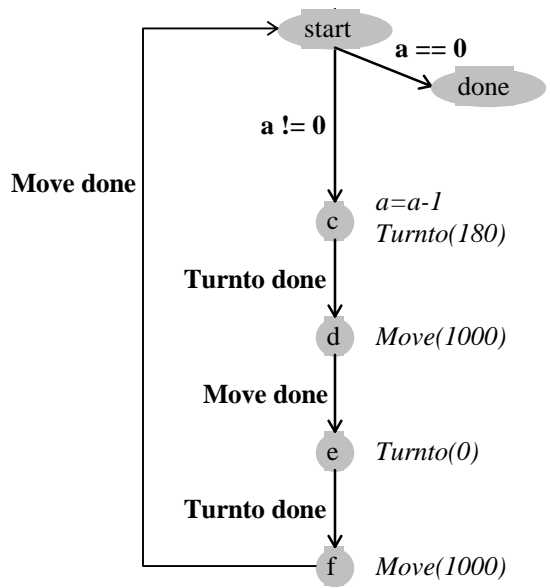 start
a == 0
done
a != 0
Move done
c
a=a-1
Turnto(180)
Turnto done
d
Move(1000)
Move done
e
Turnto(0)
Turnto done
f
Move(1000)